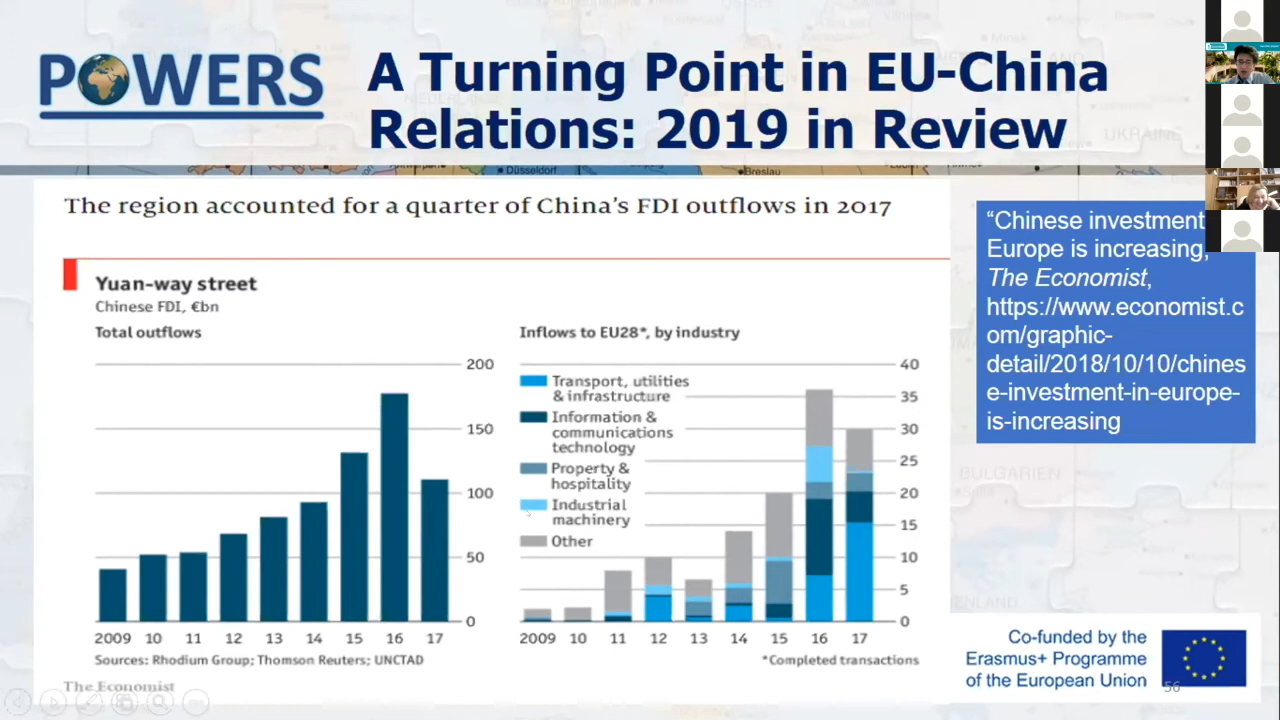 POWERS
A Turning Point in EU-China
Relations: 2019 in Review
UKRAINE
Düsseldorf
Breslau
The region accounted for a quarter of China's FDI outflows in 2017
Yuan-way street
Chinese FDI, €bn
Total outflows
200
150
100
50
0
2009 10 11 12 13 14 15 16 17
Sources: Rhodium Group; Thomson Reuters; UNCTAD
The Economist
Inflows to EU28*, by industry
Transport, utilities
& infrastructure
Information &
communications
technology
Property &
hospitality
Industrial
machinery
Other
40
35
30
25
20
15
10
5
0
2009 10 11 12 13 14 15 16 17
*Completed transactions
“Chinese investment
Europe is increasing,
The Economist,
https://www.economist.c
om/graphic-
detail/2018/10/10/chines
e-investment-in-europe-
is-increasing
BULGARIEN
Co-funded by the
Erasmus+ Programme
of the European Union
56